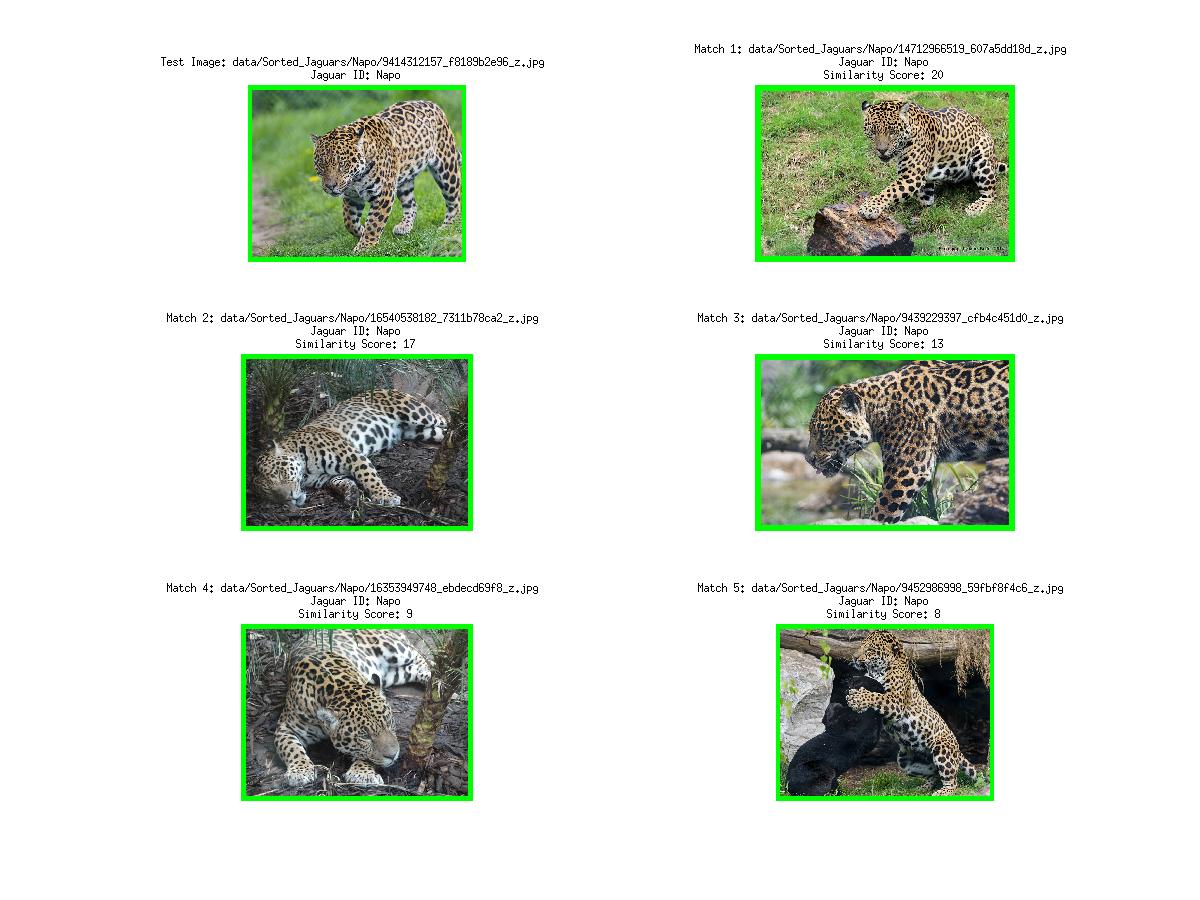 Test Image: data/Sorted_Jaguars/Napo/9414312157_f8189b2e96_z.jpg
Jaguar ID: Napo
Match 1: data/Sorted_Jaguars/Napo/14712966519_607a5dd18d_z.jpg
Jaguar ID: Napo
Similarity Score: 20
Match 2: data/Sorted_Jaguars/Napo/16540538182_7311b78ca2_z.jpg
Jaguar ID: Napo
Similarity Score: 17
Match 3: data/Sorted_Jaguars/Napo/9439229397_cfb4c451d0_z.jpg
Jaguar ID: Napo
Similarity Score: 13
Match 4: data/Sorted_Jaguars/Napo/16353949748_ebdecd69f8_z.jpg
Jaguar ID: Napo
Similarity Score: 9
Match 5: data/Sorted_Jaguars/Napo/9452986998_59fbf8f4c6_z.jpg
Jaguar ID: Napo
Similarity Score: 8